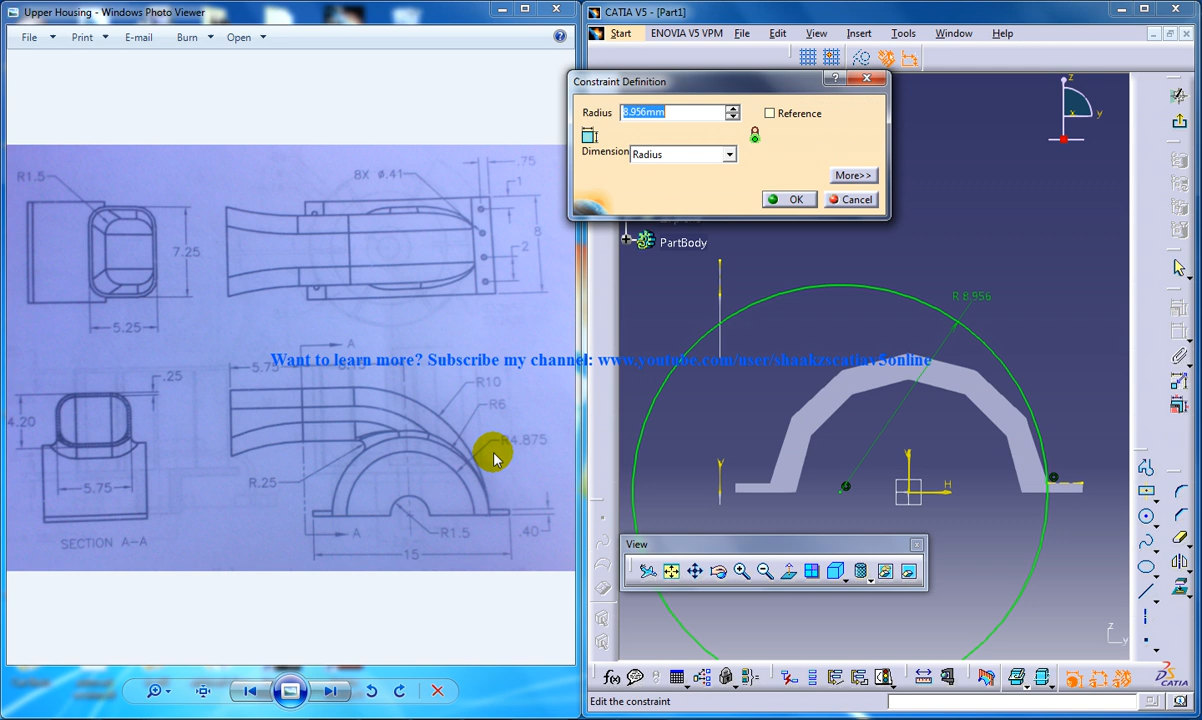 Upper Housing - Windows Photo Viewer
File Print E-mail Burn Open
R1.5
8X ø.41
.75
1
8
2
7.25
5.25
A
5.75
.25
R10
R6
4.20
R4.875
5.75
R.25
R1.5
.40
A
15
SECTION A-A
Want to learn more? Subscribe my channel: www.youtube.com/user/shaakzscatiav5online
CATIA V5 - [Part1]
Start ENOVIA V5 VPM File Edit View Insert Tools Window Help
Constraint Definition
Radius 8.956mm Reference
Dimension Radius
More>>
OK Cancel
PartBody
z
x y
R 8.956
V
V
H
View
z
y
f(x)
CATIA
Edit the constraint